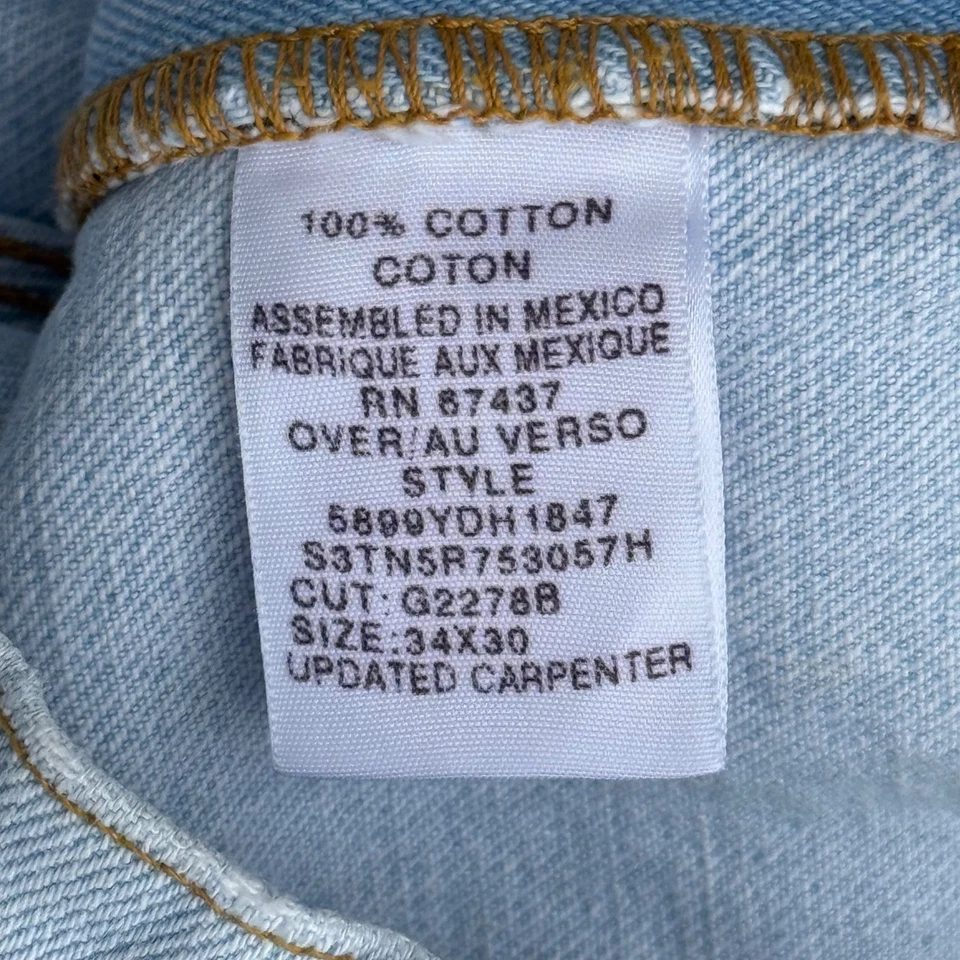 100% COTTON
COTON
ASSEMBLED IN MEXICO
FABRIQUE AUX MEXIQUE
RN 67437
OVER/AU VERSO
STYLE
5899YDH1847
S3TN5R753057H
CUT: G2278B
SIZE:34X30
UPDATED CARPENTER